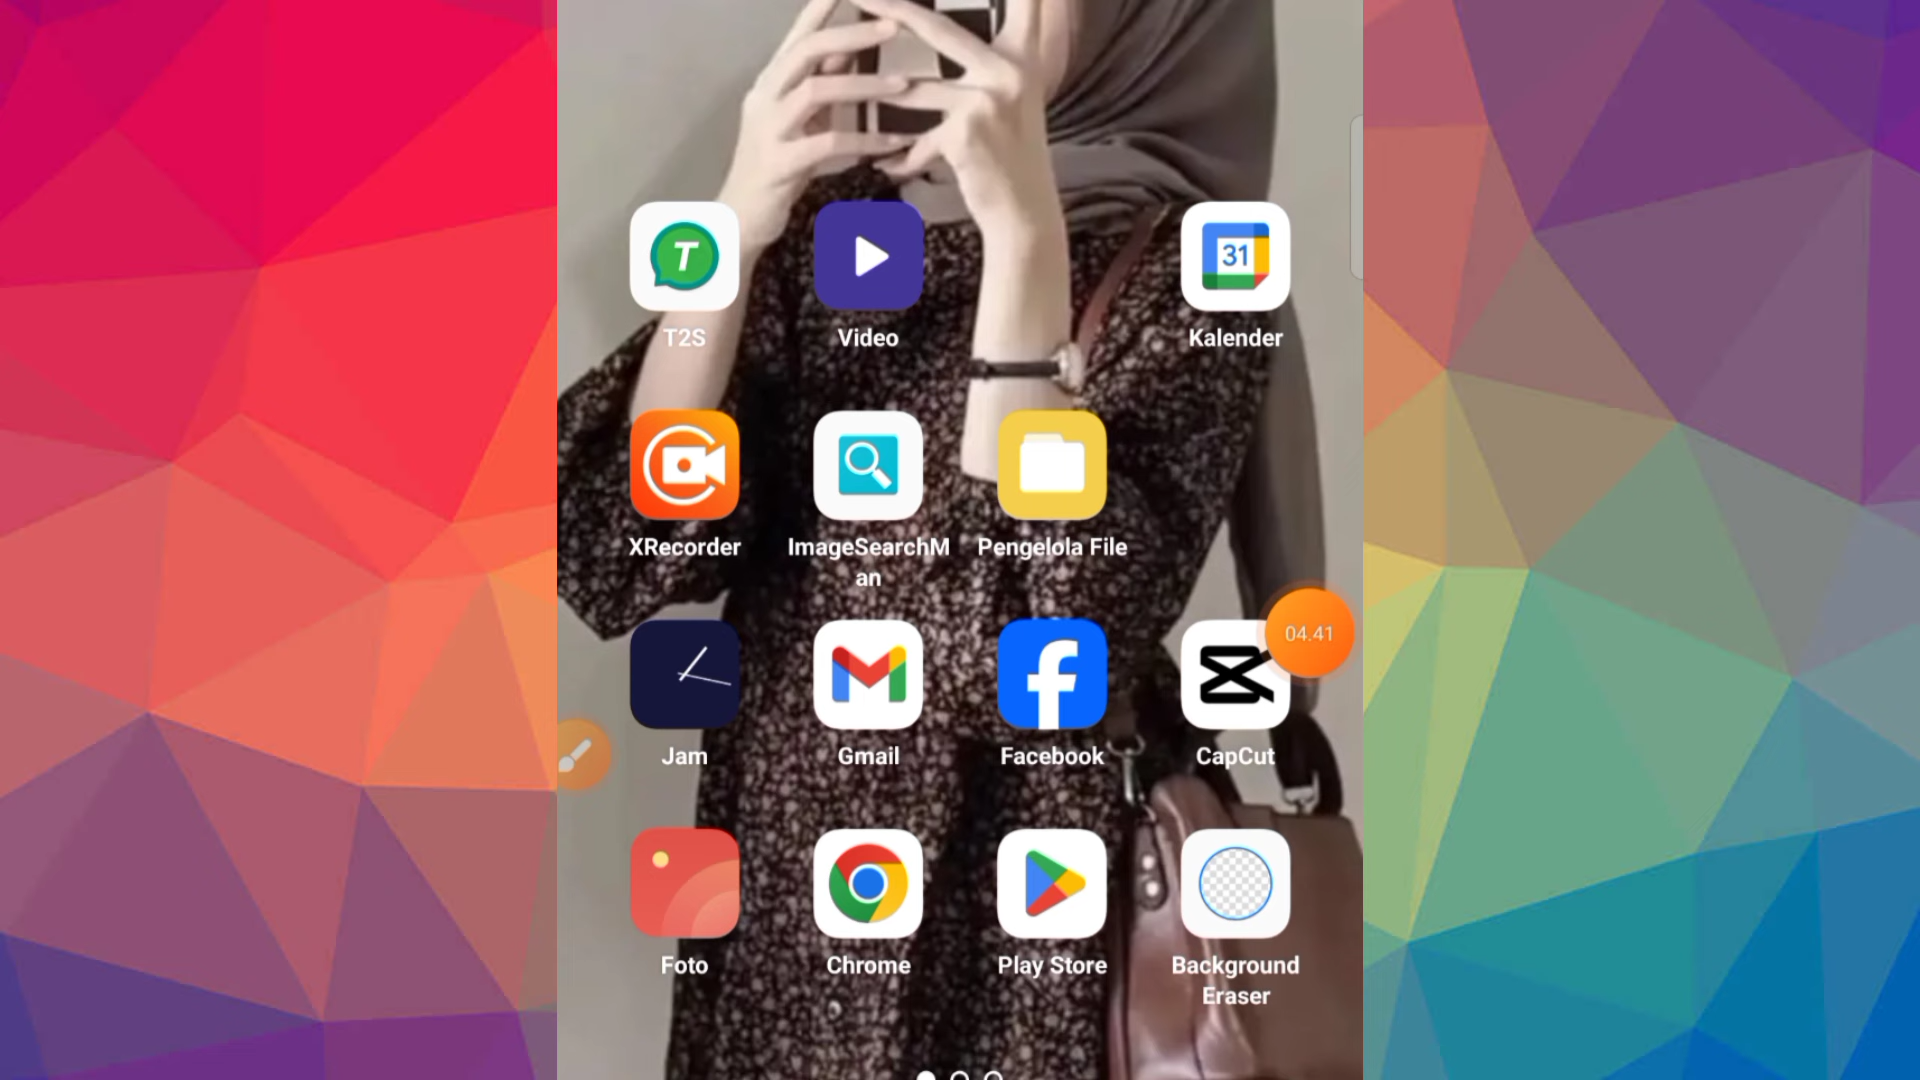 T
31
T2S
Video
Kalender
XRecorder
ImageSearchM
an
Pengelola File
04.41
Jam
Gmail
Facebook
CapCut
Foto
Chrome
Play Store
Background
Eraser